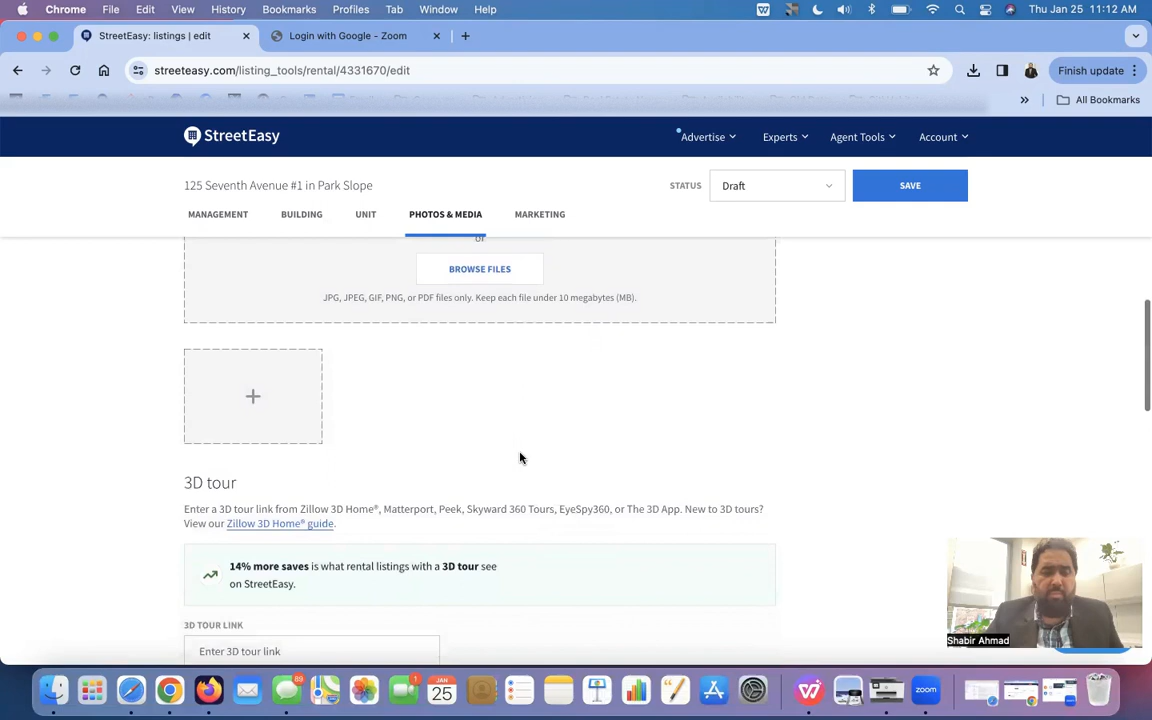 Chrome File Edit View History Bookmarks Profiles Tab Window Help Thu Jan 25 11:12 AM
StreetEasy: listings | edit Login with Google - Zoom
streeteasy.com/listing_tools/rental/4331670/edit Finish update
All Bookmarks
StreetEasy Advertise Experts Agent Tools Account
125 Seventh Avenue #1 in Park Slope STATUS Draft SAVE
MANAGEMENT BUILDING UNIT PHOTOS & MEDIA MARKETING
or
BROWSE FILES
JPG, JPEG, GIF, PNG, or PDF files only. Keep each file under 10 megabytes (MB).
3D tour
Enter a 3D tour link from Zillow 3D Home®, Matterport, Peek, Skyward 360 Tours, EyeSpy360, or The 3D App. New to 3D tours?
View our Zillow 3D Home® guide.
14% more saves is what rental listings with a 3D tour see
on StreetEasy.
3D TOUR LINK
Enter 3D tour link
Shabir Ahmad
85
1
JAN
25
zoom